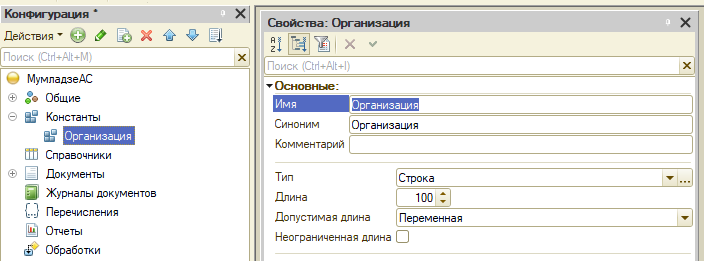 Конфигурация *
Действия
Поиск (Ctrl+Alt+M)
МумладзеАС
Общие
Константы
Организация
Справочники
Документы
Журналы документов
Перечисления
Отчеты
Обработки
Свойства: Организация
Поиск (Ctrl+Alt+I)
Основные:
Имя Организация
Синоним Организация
Комментарий
Тип Строка
Длина 100
Допустимая длина Переменная
Неограниченная длина